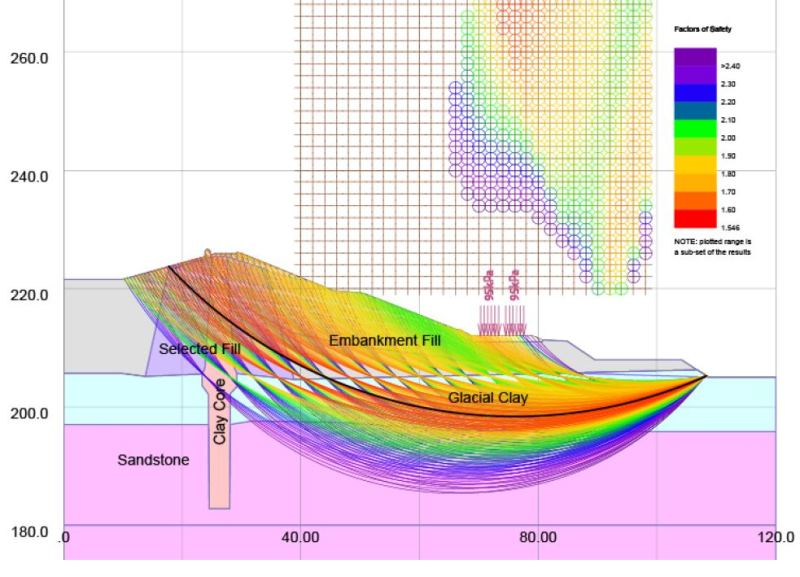 260.0
Factors of Safety
>2.40
2.30
2.20
2.10
2.00
1.90
1.80
1.70
1.60
1.546
NOTE: plotted range is
a sub-set of the results
240.0
220.0
95kPa
95kPa
Embankment Fill
Selected Fill
Glacial Clay
200.0
Clay Core
Sandstone
180.0
.0
40.00
80.00
120.0